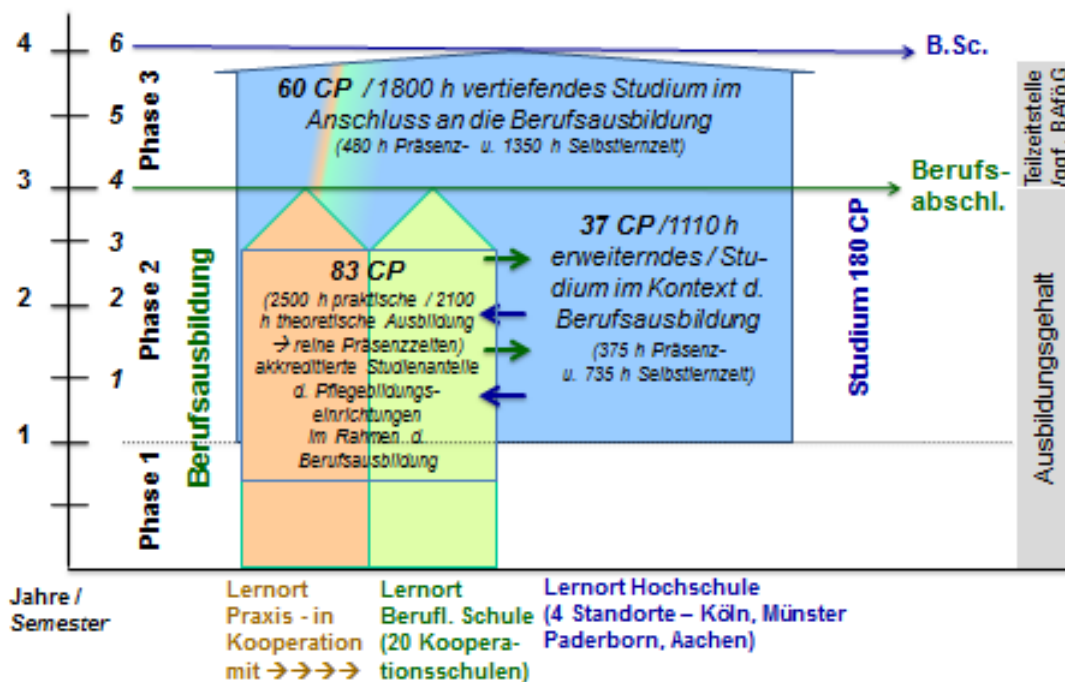 4
6
B.Sc.
60 CP / 1800 h vertiefendes Studium im
Anschluss an die Berufsausbildung
(480 h Präsenz- u. 1350 h Selbstlernzeit)
Phase 3
5
Teilzeitstelle
/ggf. BAföG
3
4
Berufs-
abschl.
3
37 CP /1110 h
erweiterndes / Stu-
dium im Kontext d.
Berufsausbildung
(375 h Präsenz-
u. 735 h Selbstlernzeit)
83 CP
(2500 h praktische / 2100
h theoretische Ausbildung
→ reine Präsenzzeiten)
akkreditierte Studienanteile
d. Pflegebildungs-
einrichtungen
im Rahmen d.
Berufsausbildung
2
2
Phase 2
Berufsausbildung
Studium 180 CP
Ausbildungsgehalt
1
1
Phase 1
Jahre /
Semester
Lernort
Praxis - in
Kooperation
mit →→→→
Lernort
Berufl. Schule
(20 Koopera-
tionsschulen)
Lernort Hochschule
(4 Standorte – Köln, Münster
Paderborn, Aachen)